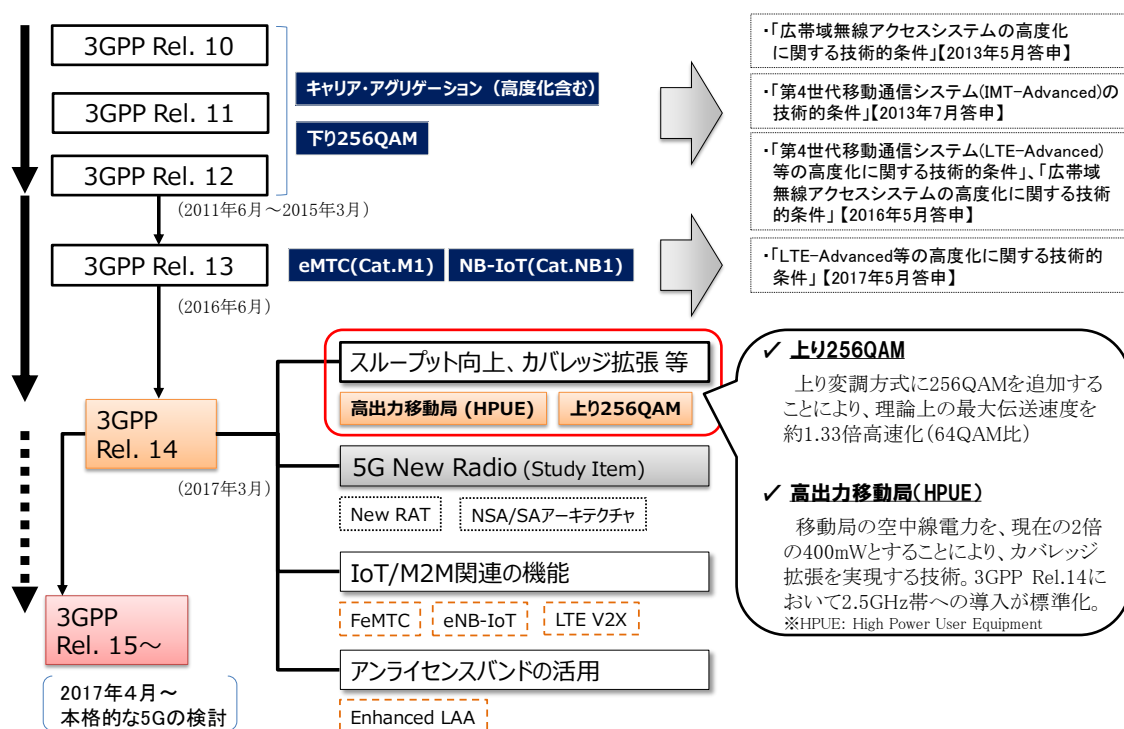 3GPP Rel. 10
3GPP Rel. 11
3GPP Rel. 12
(2011年6月～2015年3月)
キャリア・アグリゲーション（高度化含む）
下り256QAM
・「広帯域無線アクセスシステムの高度化
に関する技術的条件」【2013年5月答申】
・「第4世代移動通信システム(IMT-Advanced)の
技術的条件」【2013年7月答申】
・「第4世代移動通信システム(LTE-Advanced)
等の高度化に関する技術的条件」、「広帯域
無線アクセスシステムの高度化に関する技術
的条件」【2016年5月答申】
3GPP Rel. 13
(2016年6月)
eMTC(Cat.M1)
NB-IoT(Cat.NB1)
・「LTE-Advanced等の高度化に関する技術的
条件」【2017年5月答申】
3GPP
Rel. 14
(2017年3月)
スループット向上、カバレッジ拡張 等
高出力移動局 (HPUE)
上り256QAM
5G New Radio (Study Item)
New RAT
NSA/SAアーキテクチャ
IoT/M2M関連の機能
FeMTC
eNB-IoT
LTE V2X
アンライセンスバンドの活用
Enhanced LAA
3GPP
Rel. 15～
2017年4月～
本格的な5Gの検討
✓ 上り256QAM
上り変調方式に256QAMを追加する
ことにより、理論上の最大伝送速度を
約1.33倍高速化（64QAM比）
✓ 高出力移動局(HPUE)
移動局の空中線電力を、現在の2倍
の400mWとすることにより、カバレッジ
拡張を実現する技術。3GPP Rel.14に
おいて2.5GHz帯への導入が標準化。
※HPUE: High Power User Equipment